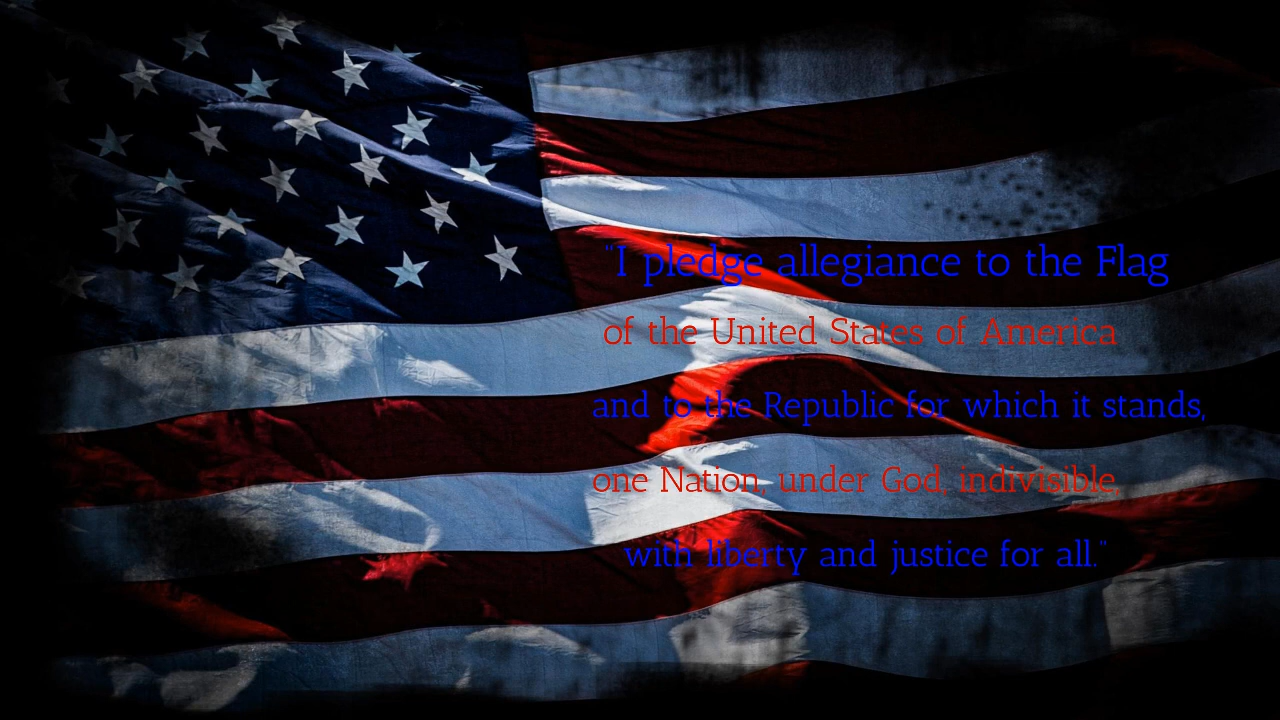 “I pledge allegiance to the Flag
of the United States of America
and to the Republic for which it stands,
one Nation, under God, indivisible,
with liberty and justice for all.”